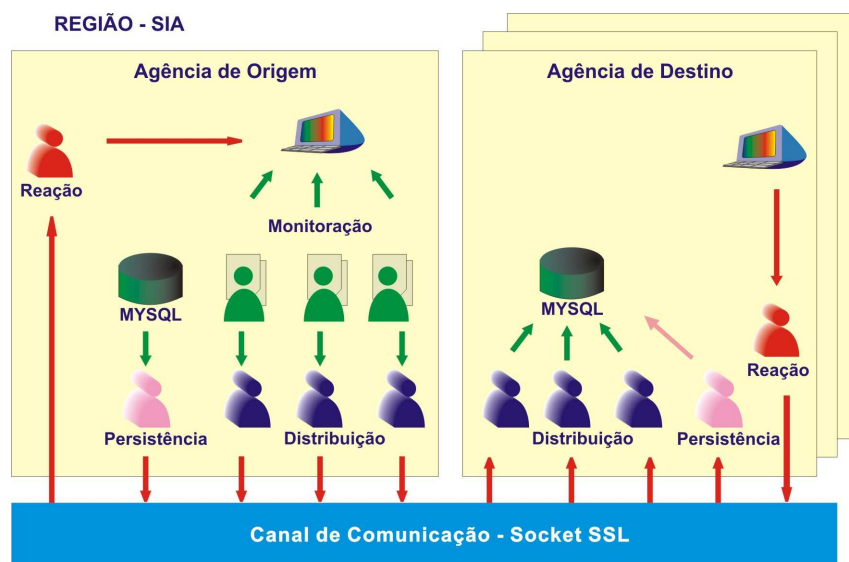 REGIÃO - SIA
Agência de Origem
Reação
Monitoração
MYSQL
Persistência
Distribuição
Agência de Destino
MYSQL
Reação
Distribuição
Persistência
Canal de Comunicação - Socket SSL